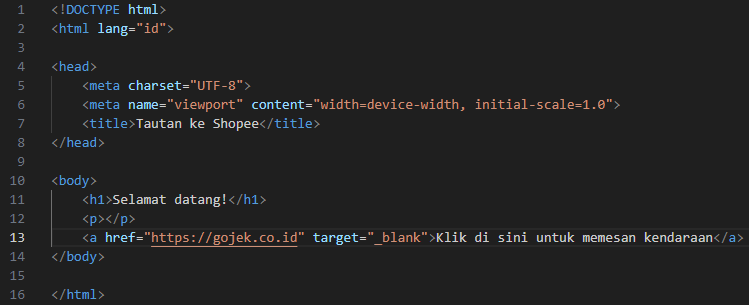 1 <!DOCTYPE html>
2 <html lang="id">
3
4 <head>
5     <meta charset="UTF-8">
6     <meta name="viewport" content="width=device-width, initial-scale=1.0">
7     <title>Tautan ke Shopee</title>
8 </head>
9
10 <body>
11     <h1>Selamat datang!</h1>
12     <p></p>
13     <a href="https://gojek.co.id" target="_blank">Klik di sini untuk memesan kendaraan</a>
14 </body>
15
16 </html>